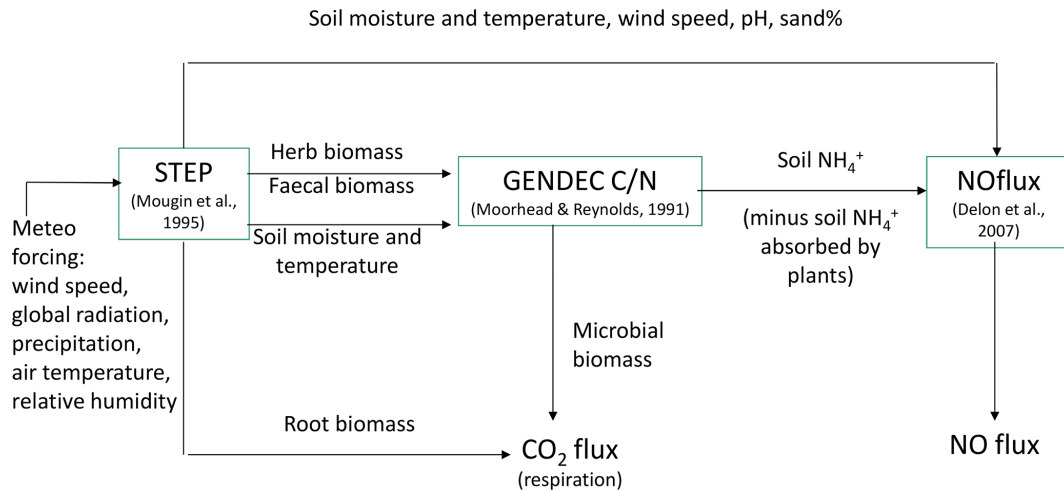 Soil moisture and temperature, wind speed, pH, sand%
STEP
(Mougin et al.,
1995)
Herb biomass
Faecal biomass
Soil moisture and
temperature
GENDEC C/N
(Moorhead & Reynolds, 1991)
Soil NH₄⁺
(minus soil NH₄⁺
absorbed by
plants)
NOflux
(Delon et al.,
2007)
Meteo
forcing:
wind speed,
global radiation,
precipitation,
air temperature,
relative humidity
Microbial
biomass
Root biomass
CO₂ flux
(respiration)
NO flux